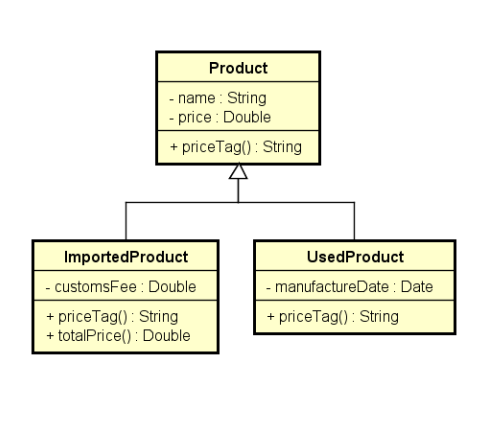 Product
- name : String
- price : Double
+ priceTag() : String
ImportedProduct
- customsFee : Double
+ priceTag() : String
+ totalPrice() : Double
UsedProduct
- manufactureDate : Date
+ priceTag() : String